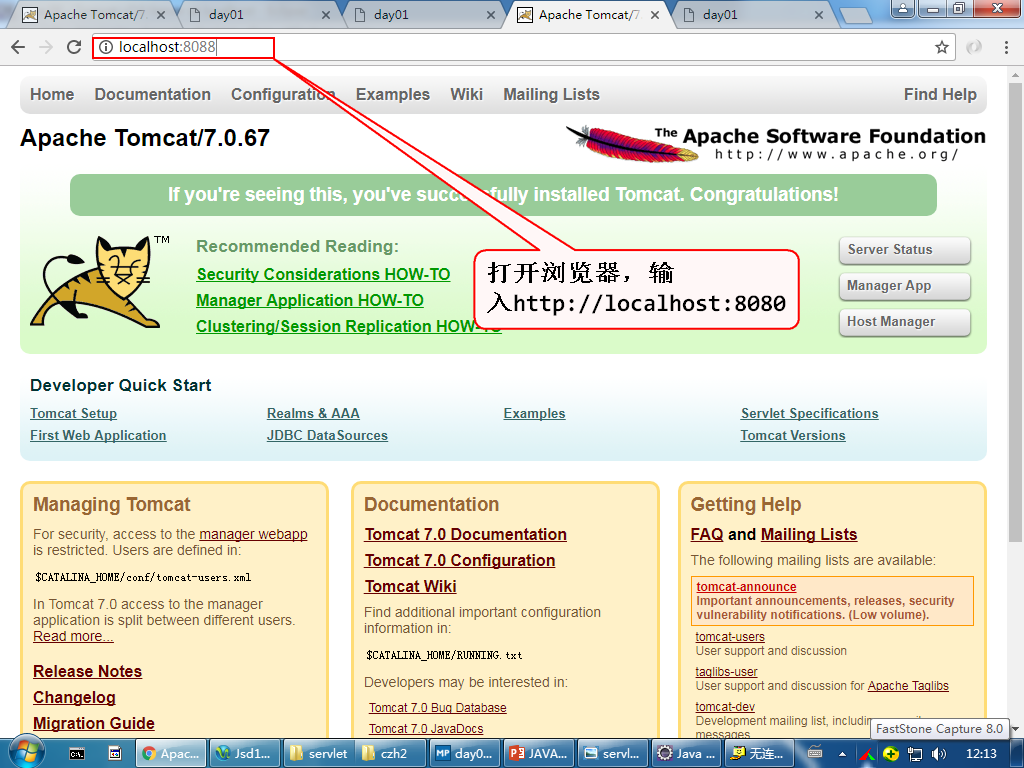 Apache Tomcat/7.
day01
day01
Apache Tomcat/7
day01
localhost:8088
Home Documentation Configuration Examples Wiki Mailing Lists Find Help
Apache Tomcat/7.0.67
The Apache Software Foundation
http://www.apache.org/
If you're seeing this, you've successfully installed Tomcat. Congratulations!
TM
Recommended Reading:
Security Considerations HOW-TO
Manager Application HOW-TO
Clustering/Session Replication HOW-TO
打开浏览器，输
入http://localhost:8080
Server Status
Manager App
Host Manager
Developer Quick Start
Tomcat Setup
First Web Application
Realms & AAA
JDBC DataSources
Examples
Servlet Specifications
Tomcat Versions
Managing Tomcat
For security, access to the manager webapp
is restricted. Users are defined in:
$CATALINA_HOME/conf/tomcat-users.xml
In Tomcat 7.0 access to the manager
application is split between different users.
Read more...
Release Notes
Changelog
Migration Guide
Documentation
Tomcat 7.0 Documentation
Tomcat 7.0 Configuration
Tomcat Wiki
Find additional important configuration
information in:
$CATALINA_HOME/RUNNING.txt
Developers may be interested in:
Tomcat 7.0 Bug Database
Tomcat 7.0 JavaDocs
Getting Help
FAQ and Mailing Lists
The following mailing lists are available:
tomcat-announce
Important announcements, releases, security
vulnerability notifications. (Low volume).
tomcat-users
User support and discussion
taglibs-user
User support and discussion for Apache Taglibs
tomcat-dev
Development mailing list, including
messages
FastStone Capture 8.0
Apac...
Jsd1...
servlet
czh2
day0...
JAVA...
servl...
Java ...
无连...
12:13